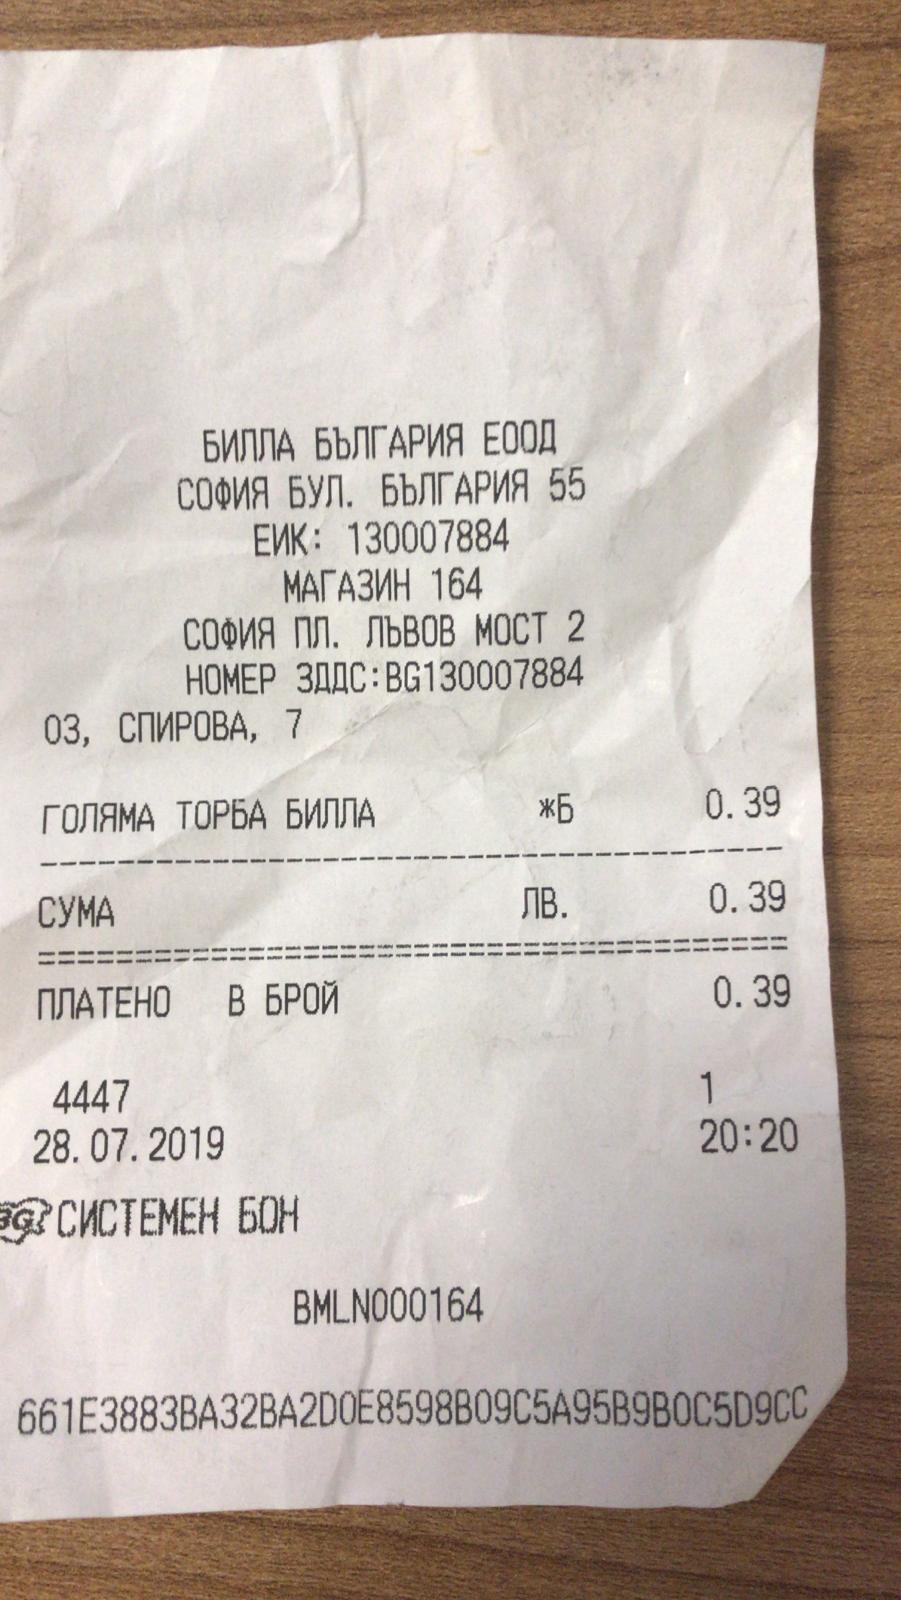 БИЛЛА БЪЛГАРИЯ ЕООД
СОФИЯ БУЛ. БЪЛГАРИЯ 55
ЕИК: 130007884
МАГАЗИН 164
СОФИЯ ПЛ. ЛЪВОВ МОСТ 2
НОМЕР ЗДДС:BG130007884
03, СПИРОВА, 7
ГОЛЯМА ТОРБА БИЛЛА *Б 0.39
СУМА ЛВ. 0.39
ПЛАТЕНО В БРОЙ 0.39
4447 1
28.07.2019 20:20
BG СИСТЕМЕН БОН
BMLN000164
661E3883BA32BA2D0E8598B09C5A95B9B0C5D9CC